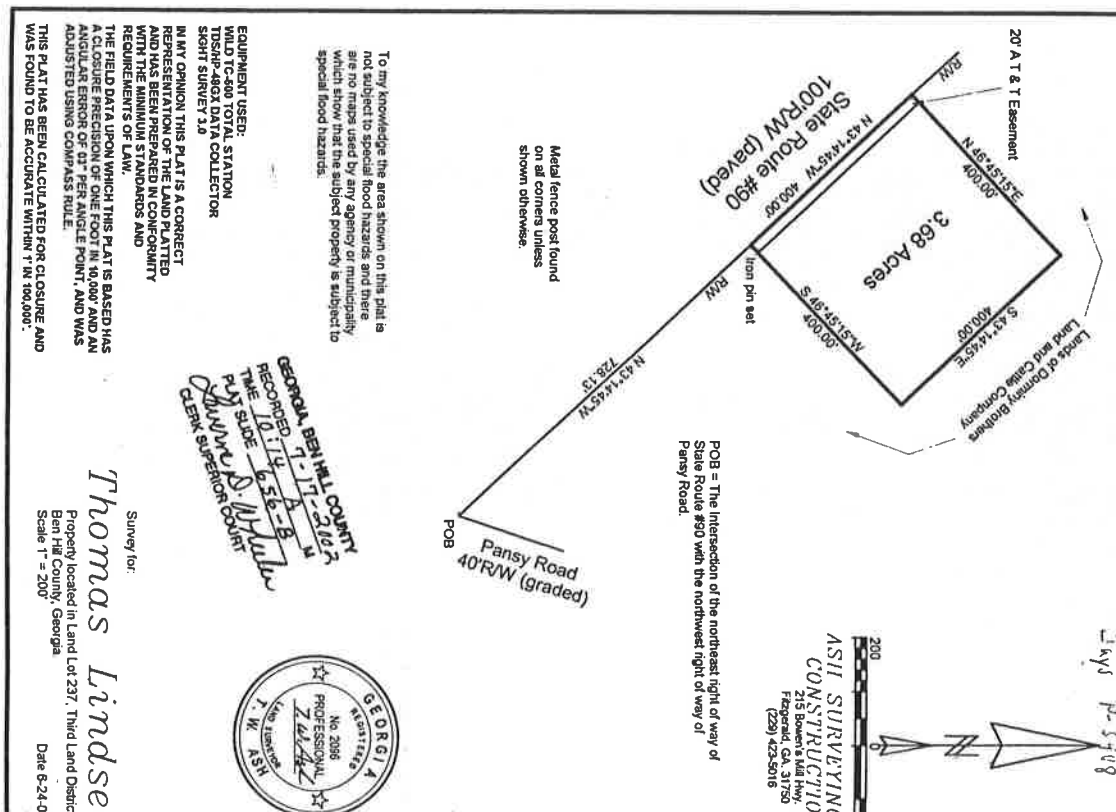 20' A T & T Easement
R/W
N 46°45'15"E
400.00'
N 43°14'45"W
400.00'
State Route #90
100'R/W (paved)
3.68 Acres
S 43°14'45"E
400.00'
S 46°45'15"W
400.00'
Lands of Dorminy Brothers
Land and Cattle Company
Iron pin set
R/W
N 43°14'45"W
728.13'
POB
Pansy Road
40'R/W (graded)
Metal fence post found
on all corners unless
shown otherwise.
POB = The Intersection of the northeast right of way of
State Route #90 with the northwest right of way of
Pansy Road.
200
0
ASH SURVEYING
215 Bowen's Mill Hwy.
Fitzgerald, GA. 31750
(229) 423-5016
To my knowledge the area shown on this plat is
not subject to special flood hazards and there
are no maps used by any agency or municipality
which show that the subject property is subject to
special flood hazards.
EQUIPMENT USED:
WILD TC-600 TOTAL STATION
TDS/HP-48GX DATA COLLECTOR
SIGHT SURVEY 3.0
IN MY OPINION THIS PLAT IS A CORRECT
REPRESENTATION OF THE LAND PLATTED
AND HAS BEEN PREPARED IN CONFORMITY
WITH THE MINIMUM STANDARDS AND
REQUIREMENTS OF LAW.
THE FIELD DATA UPON WHICH THIS PLAT IS BASED HAS
A CLOSURE PRECISION OF ONE FOOT IN 10,000' AND AN
ANGULAR ERROR OF 03" PER ANGLE POINT, AND WAS
ADJUSTED USING COMPASS RULE.
THIS PLAT HAS BEEN CALCULATED FOR CLOSURE AND
WAS FOUND TO BE ACCURATE WITHIN 1' IN 100,000'.
GEORGIA, BEN HILL COUNTY
RECORDED 7-17-2002
TIME 10:14 A M
PLAT SLIDE 656-B
CLERK SUPERIOR COURT
GEORGIA
REGISTERED
No. 2096
PROFESSIONAL
LAND SURVEYOR
T. W. ASH
Survey for:
Thomas Lindse
Property located in Land Lot 237, Third Land Distric
Ben Hill County, Georgia
Scale 1" = 200'
Date 6-24-0